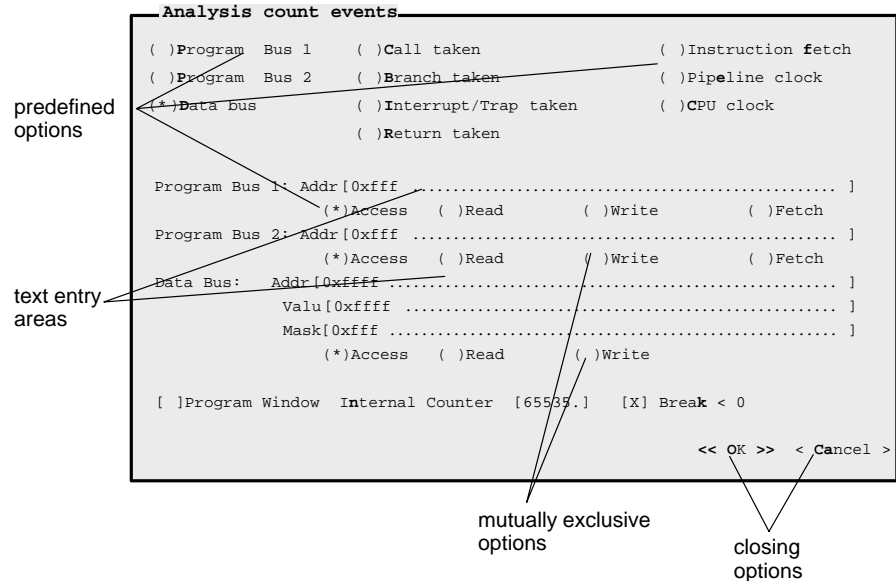 Analysis count events
( )Program Bus 1 ( )Call taken ( )Instruction fetch
( )Program Bus 2 ( )Branch taken ( )Pipeline clock
(*)Data bus ( )Interrupt/Trap taken ( )CPU clock
( )Return taken
predefined
options
Program Bus 1: Addr[0xfff ................................................... ]
(*)Access ( )Read ( )Write ( )Fetch
Program Bus 2: Addr[0xfff ................................................... ]
(*)Access ( )Read ( )Write ( )Fetch
Data Bus: Addr[0xffff ...................................................... ]
Valu[0xffff .................................................... ]
Mask[0xfff ...................................................... ]
(*)Access ( )Read ( )Write
text entry
areas
[ ]Program Window Internal Counter [65535.] [X] Break < 0
<< OK >> < Cancel >
mutually exclusive
options
closing
options